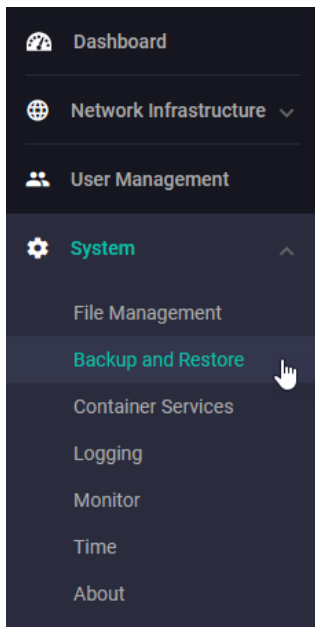 Dashboard
Network Infrastructure
User Management
System
File Management
Backup and Restore
Container Services
Logging
Monitor
Time
About